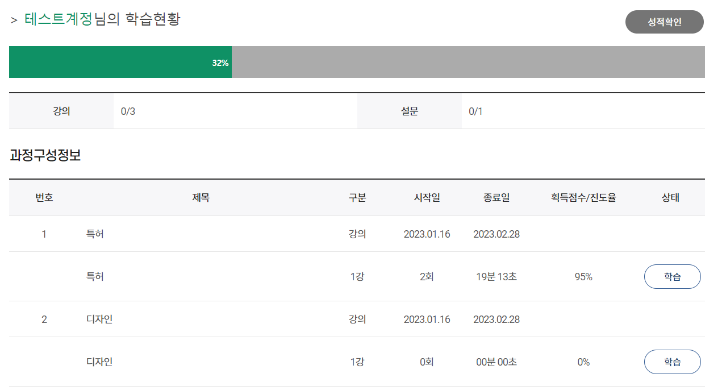 > 테스트계정님의 학습현황
성적확인
32%
강의 0/3 설문 0/1
과정구성정보
번호 제목 구분 시작일 종료일 획득점수/진도율 상태
1 특허 강의 2023.01.16 2023.02.28
특허 1강 2회 19분 13초 95% 학습
2 디자인 강의 2023.01.16 2023.02.28
디자인 1강 0회 00분 00초 0% 학습